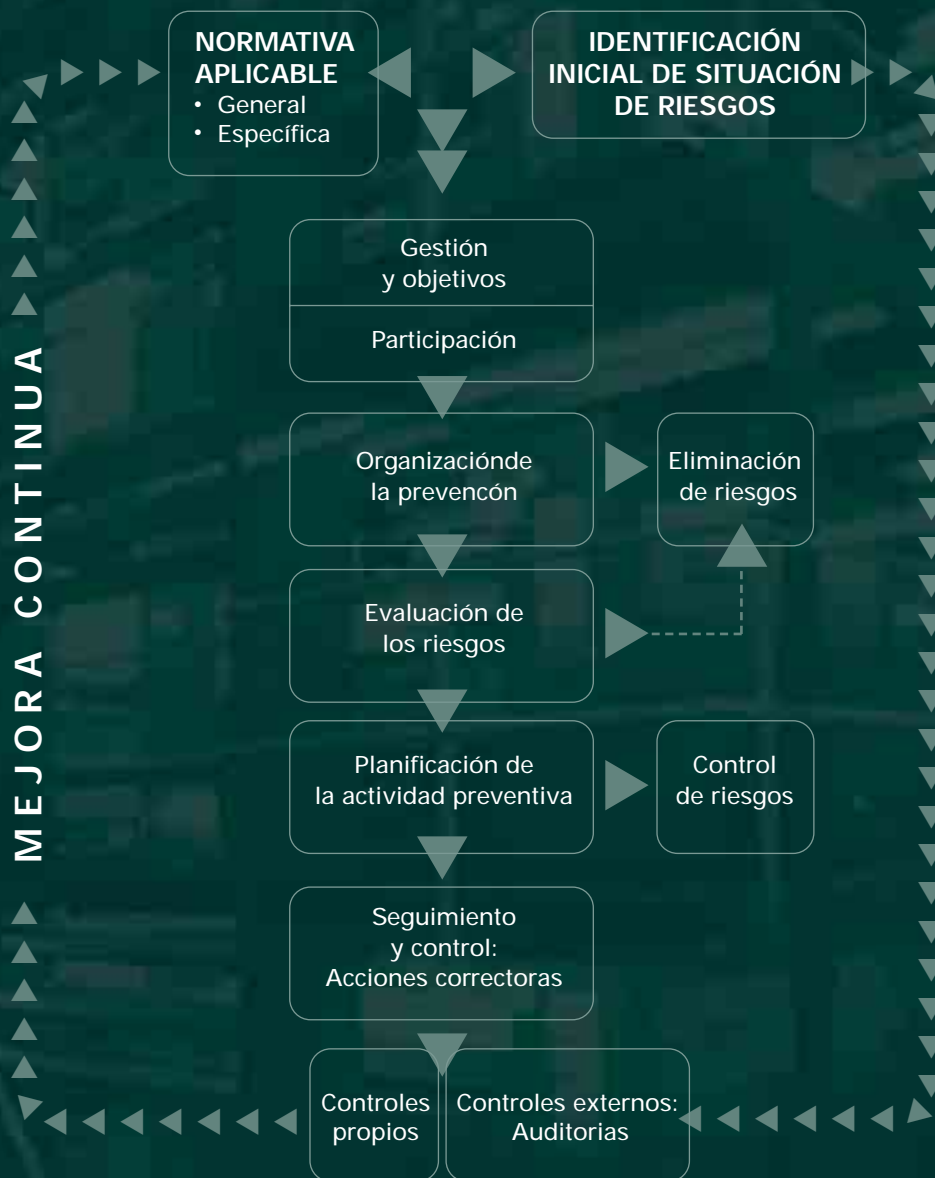 NORMATIVA
APLICABLE
• General
• Específica
IDENTIFICACIÓN
INICIAL DE SITUACIÓN
DE RIESGOS
Gestión
y objetivos
Participación
Organizaciónde
la prevencón
Eliminación
de riesgos
Evaluación de
los riesgos
Planificación de
la actividad preventiva
Control
de riesgos
Seguimiento
y control:
Acciones correctoras
Controles
propios
Controles externos:
Auditorias
MEJORA CONTINUA